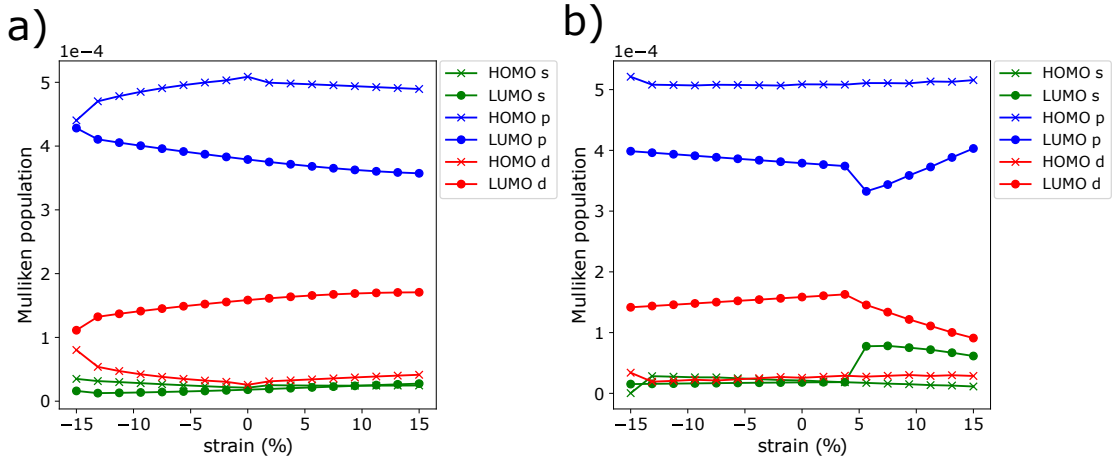 a)
1e−4
Mulliken population
5
4
3
2
1
0
−15
−10
−5
0
5
10
15
strain (%)
HOMO s
LUMO s
HOMO p
LUMO p
HOMO d
LUMO d
b)
1e−4
Mulliken population
5
4
3
2
1
0
−15
−10
−5
0
5
10
15
strain (%)
HOMO s
LUMO s
HOMO p
LUMO p
HOMO d
LUMO d